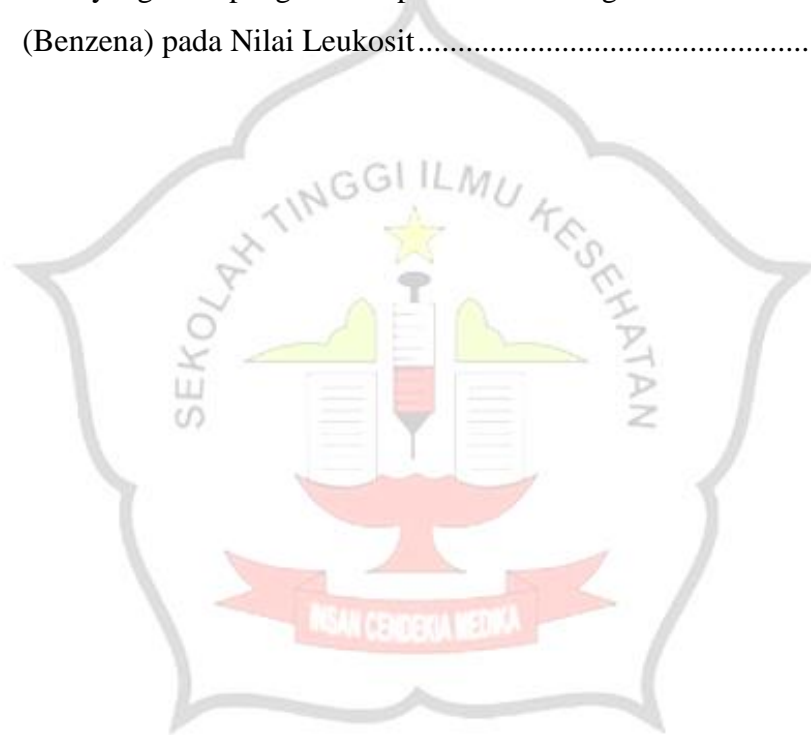 (Benzena) pada Nilai Leukosit........................................
SEKOLAH TINGGI ILMU KESEHATAN
INSAN CENDEKIA MEDIKA